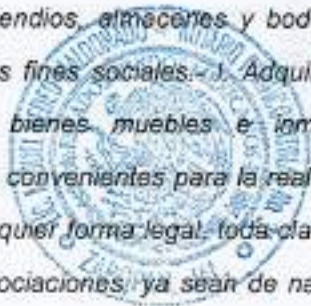 endios, almacenes y bod
s fines sociales.- I. Adqui
bienes muebles e inm
convenientes para la real
quier forma legal, toda cla
ociaciones, ya sean de na